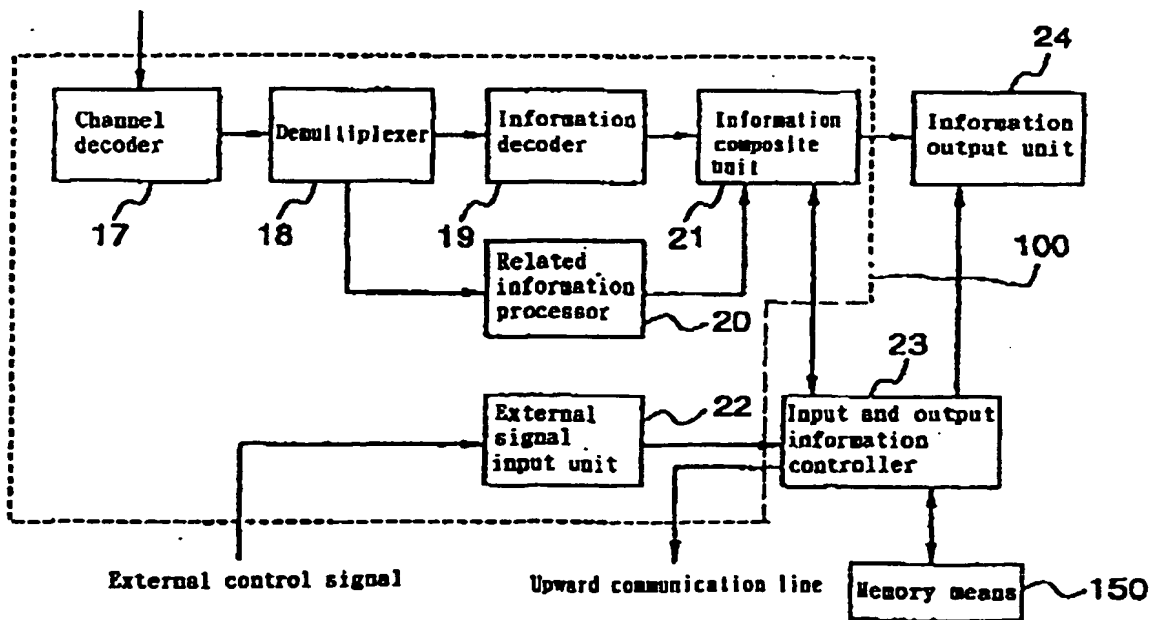 24
Channel
decoder
Demultiplexer
Information
decoder
Information
composite
unit
Information
output unit
17
18
19
21
Related
information
processor
20
100
23
External
signal
input unit
22
Input and output
information
controller
External control signal
Upward communication line
Memory means
150